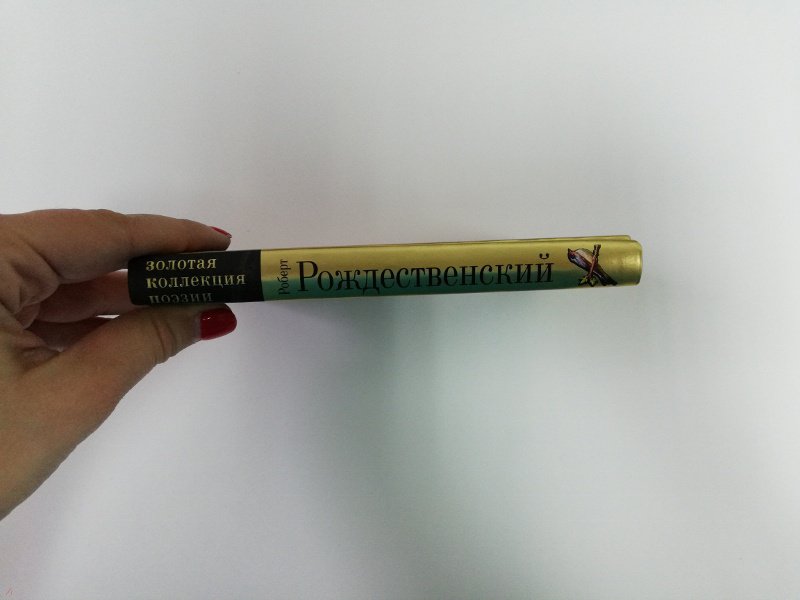 золотая
коллекция
поэзии
Роберт
Рождественский